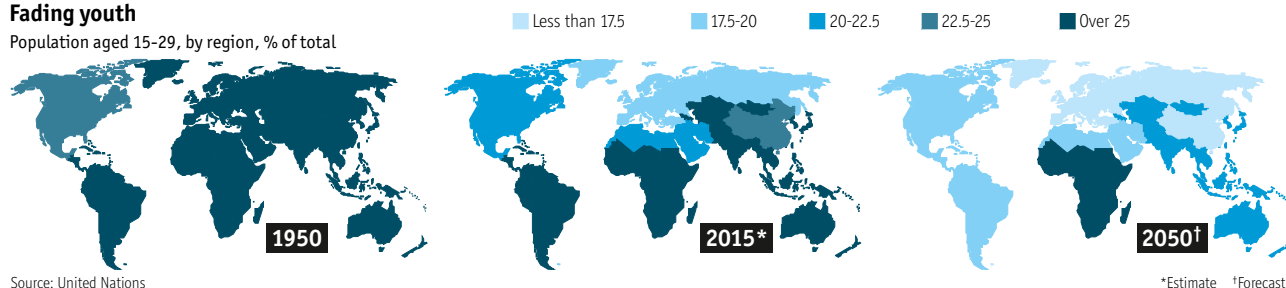 Fading youth
Population aged 15-29, by region, % of total
Less than 17.5 17.5-20 20-22.5 22.5-25 Over 25
1950 2015* 2050†
Source: United Nations *Estimate †Forecast